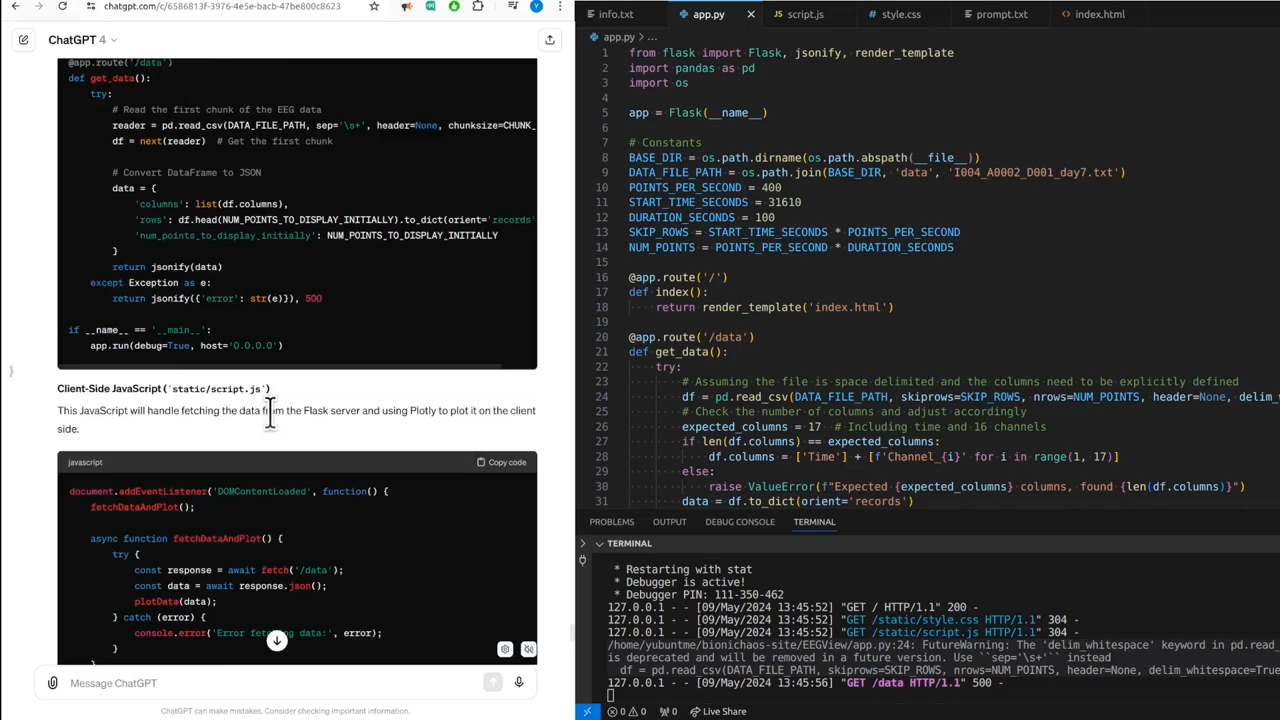 chatgpt.com/c/6586813f-3976-4e5e-bacb-47be800c8623
ChatGPT 4
@app.route('/data')
def get_data():
try:
# Read the first chunk of the EEG data
reader = pd.read_csv(DATA_FILE_PATH, sep='\s+', header=None, chunksize=CHUNK_
df = next(reader)  # Get the first chunk
# Convert DataFrame to JSON
data = {
'columns': list(df.columns),
'rows': df.head(NUM_POINTS_TO_DISPLAY_INITIALLY).to_dict(orient='records'
'num_points_to_display_initially': NUM_POINTS_TO_DISPLAY_INITIALLY
}
return jsonify(data)
except Exception as e:
return jsonify({'error': str(e)}), 500
if __name__ == '__main__':
app.run(debug=True, host='0.0.0.0')
Client-Side JavaScript (`static/script.js`)
This JavaScript will handle fetching the data from the Flask server and using Plotly to plot it on the client
side.
javascript
Copy code
document.addEventListener('DOMContentLoaded', function() {
fetchDataAndPlot();
async function fetchDataAndPlot() {
try {
const response = await fetch('/data');
const data = await response.json();
plotData(data);
} catch (error) {
console.error('Error fetching data:', error);
}
}
Message ChatGPT
ChatGPT can make mistakes. Consider checking important information.
info.txt
app.py
script.js
style.css
prompt.txt
index.html
app.py > ...
1 from flask import Flask, jsonify, render_template
2 import pandas as pd
3 import os
4
5 app = Flask(__name__)
6
7 # Constants
8 BASE_DIR = os.path.dirname(os.path.abspath(__file__))
9 DATA_FILE_PATH = os.path.join(BASE_DIR, 'data', 'I004_A0002_D001_day7.txt')
10 POINTS_PER_SECOND = 400
11 START_TIME_SECONDS = 31610
12 DURATION_SECONDS = 100
13 SKIP_ROWS = START_TIME_SECONDS * POINTS_PER_SECOND
14 NUM_POINTS = POINTS_PER_SECOND * DURATION_SECONDS
15
16 @app.route('/')
17 def index():
18 return render_template('index.html')
19
20 @app.route('/data')
21 def get_data():
22 try:
23 # Assuming the file is space delimited and the columns need to be explicitly defined
24 df = pd.read_csv(DATA_FILE_PATH, skiprows=SKIP_ROWS, nrows=NUM_POINTS, header=None, delim_w
25 # Check the number of columns and adjust accordingly
26 expected_columns = 17  # Including time and 16 channels
27 if len(df.columns) == expected_columns:
28 df.columns = ['Time'] + [f'Channel_{i}' for i in range(1, 17)]
29 else:
30 raise ValueError(f"Expected {expected_columns} columns, found {len(df.columns)}")
31 data = df.to_dict(orient='records')
PROBLEMS
OUTPUT
DEBUG CONSOLE
TERMINAL
TERMINAL
* Restarting with stat
* Debugger is active!
* Debugger PIN: 111-350-462
127.0.0.1 - - [09/May/2024 13:45:52] "GET / HTTP/1.1" 200 -
127.0.0.1 - - [09/May/2024 13:45:52] "GET /static/style.css HTTP/1.1" 304 -
127.0.0.1 - - [09/May/2024 13:45:52] "GET /static/script.js HTTP/1.1" 304 -
/home/yubuntme/bionichaos-site/EEGView/app.py:24: FutureWarning: The 'delim_whitespace' keyword in pd.read_
is deprecated and will be removed in a future version. Use ``sep='\s+'`` instead
df = pd.read_csv(DATA_FILE_PATH, skiprows=SKIP_ROWS, nrows=NUM_POINTS, header=None, delim_whitespace=True
127.0.0.1 - - [09/May/2024 13:45:56] "GET /data HTTP/1.1" 500 -
0 0 0 Live Share